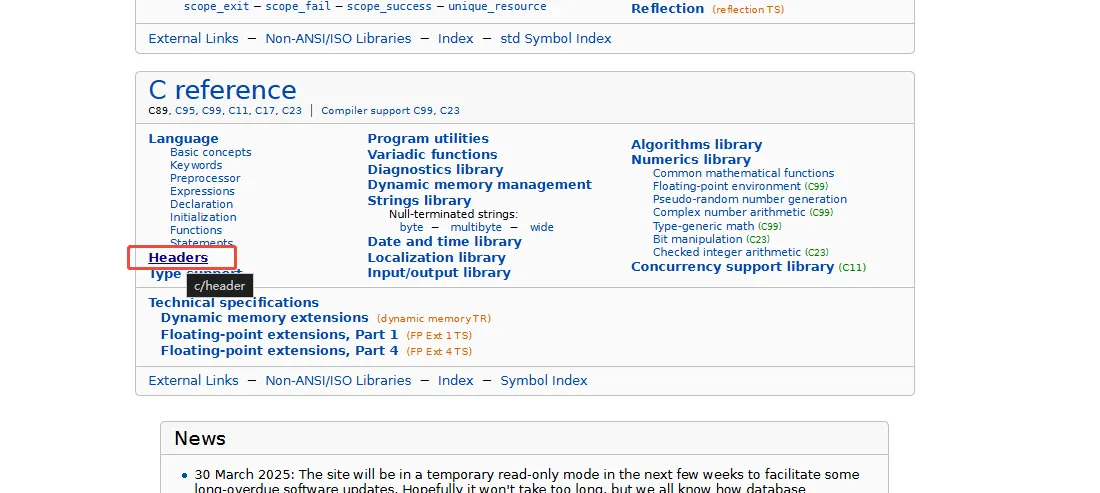 scope_exit − scope_fail − scope_success − unique_resource
Reflection (reflection TS)
External Links − Non-ANSI/ISO Libraries − Index − std Symbol Index
C reference
C89, C95, C99, C11, C17, C23 │ Compiler support C99, C23
Language
Basic concepts
Keywords
Preprocessor
Expressions
Declaration
Initialization
Functions
Statements
Headers
Type support
c/header
Program utilities
Variadic functions
Diagnostics library
Dynamic memory management
Strings library
Null-terminated strings:
byte − multibyte − wide
Date and time library
Localization library
Input/output library
Algorithms library
Numerics library
Common mathematical functions
Floating-point environment (C99)
Pseudo-random number generation
Complex number arithmetic (C99)
Type-generic math (C99)
Bit manipulation (C23)
Checked integer arithmetic (C23)
Concurrency support library (C11)
Technical specifications
Dynamic memory extensions (dynamic memory TR)
Floating-point extensions, Part 1 (FP Ext 1 TS)
Floating-point extensions, Part 4 (FP Ext 4 TS)
External Links − Non-ANSI/ISO Libraries − Index − Symbol Index
News
• 30 March 2025: The site will be in a temporary read-only mode in the next few weeks to facilitate some
long-overdue software updates. Hopefully it won't take too long, but we all know how database